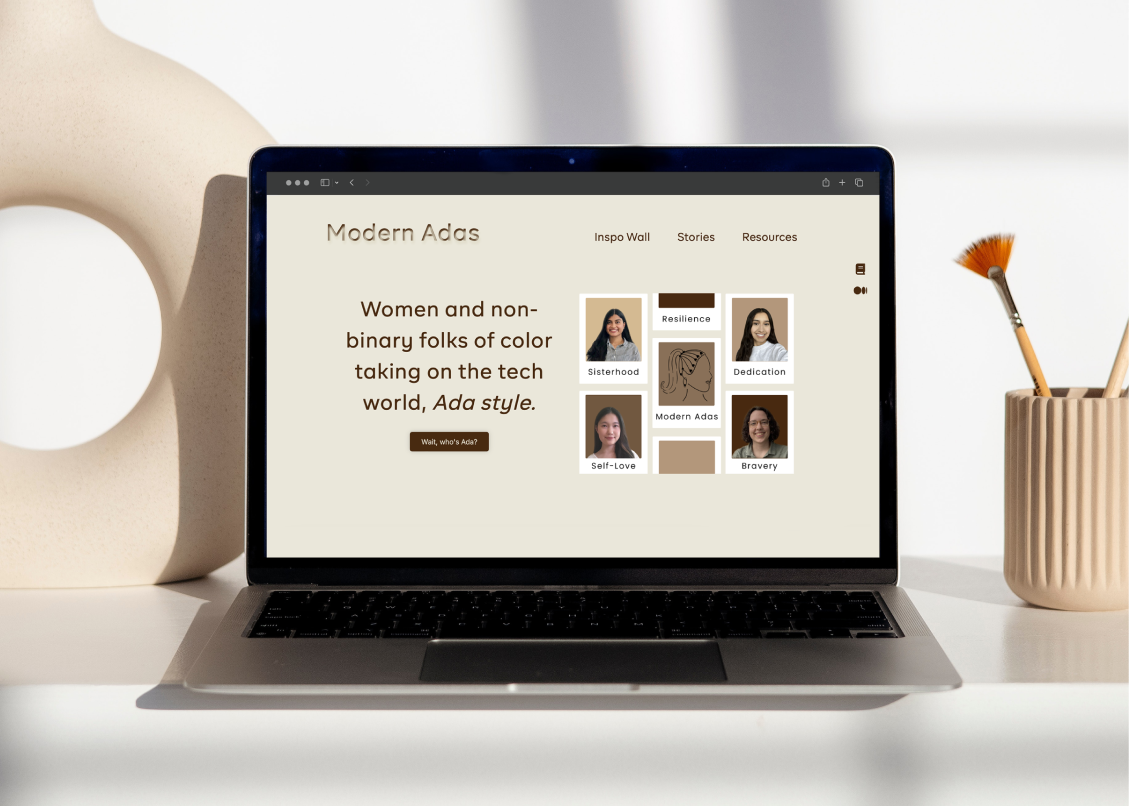 Modern Adas
Inspo Wall
Stories
Resources
Women and non-
binary folks of color
taking on the tech
world, Ada style.
Wait, who's Ada?
Sisterhood
Self-Love
Resilience
Modern Adas
Dedication
Bravery